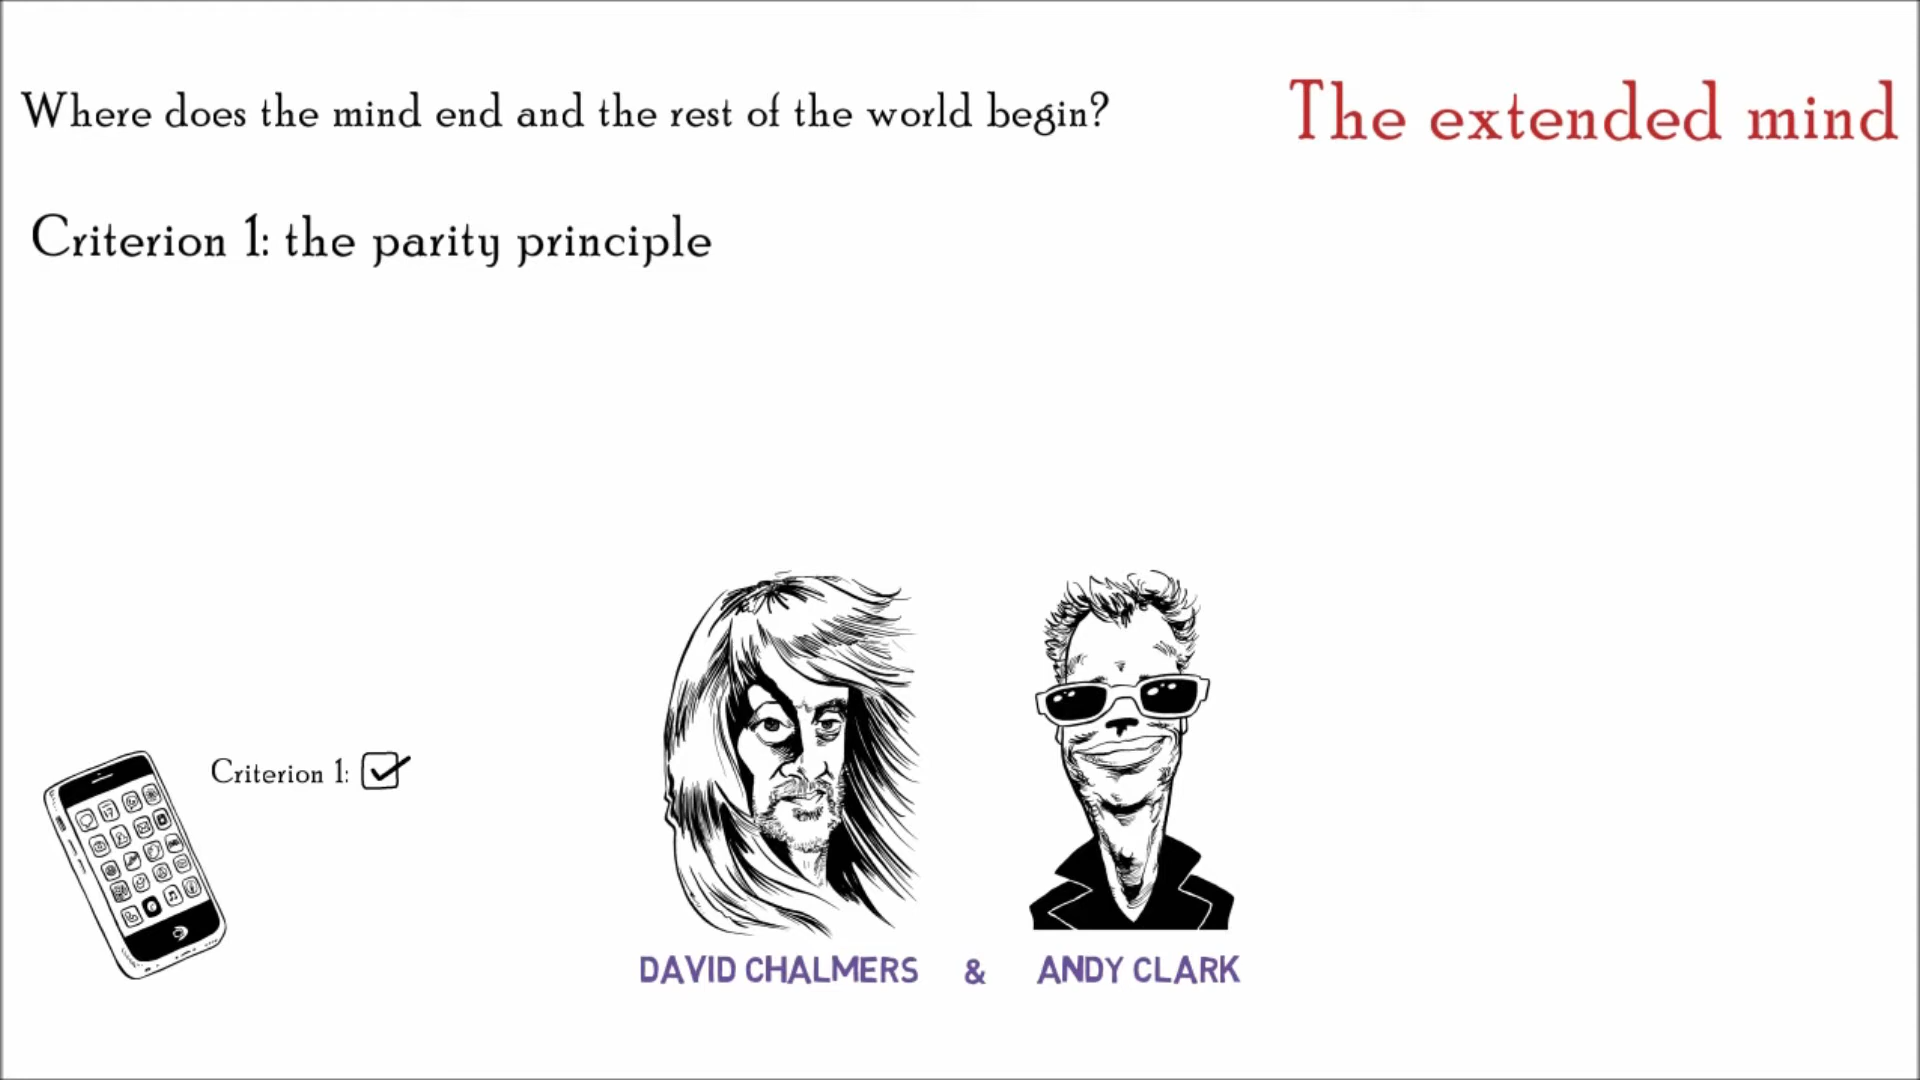 Where does the mind end and the rest of the world begin?
The extended mind
Criterion 1: the parity principle
Criterion 1:
DAVID CHALMERS & ANDY CLARK